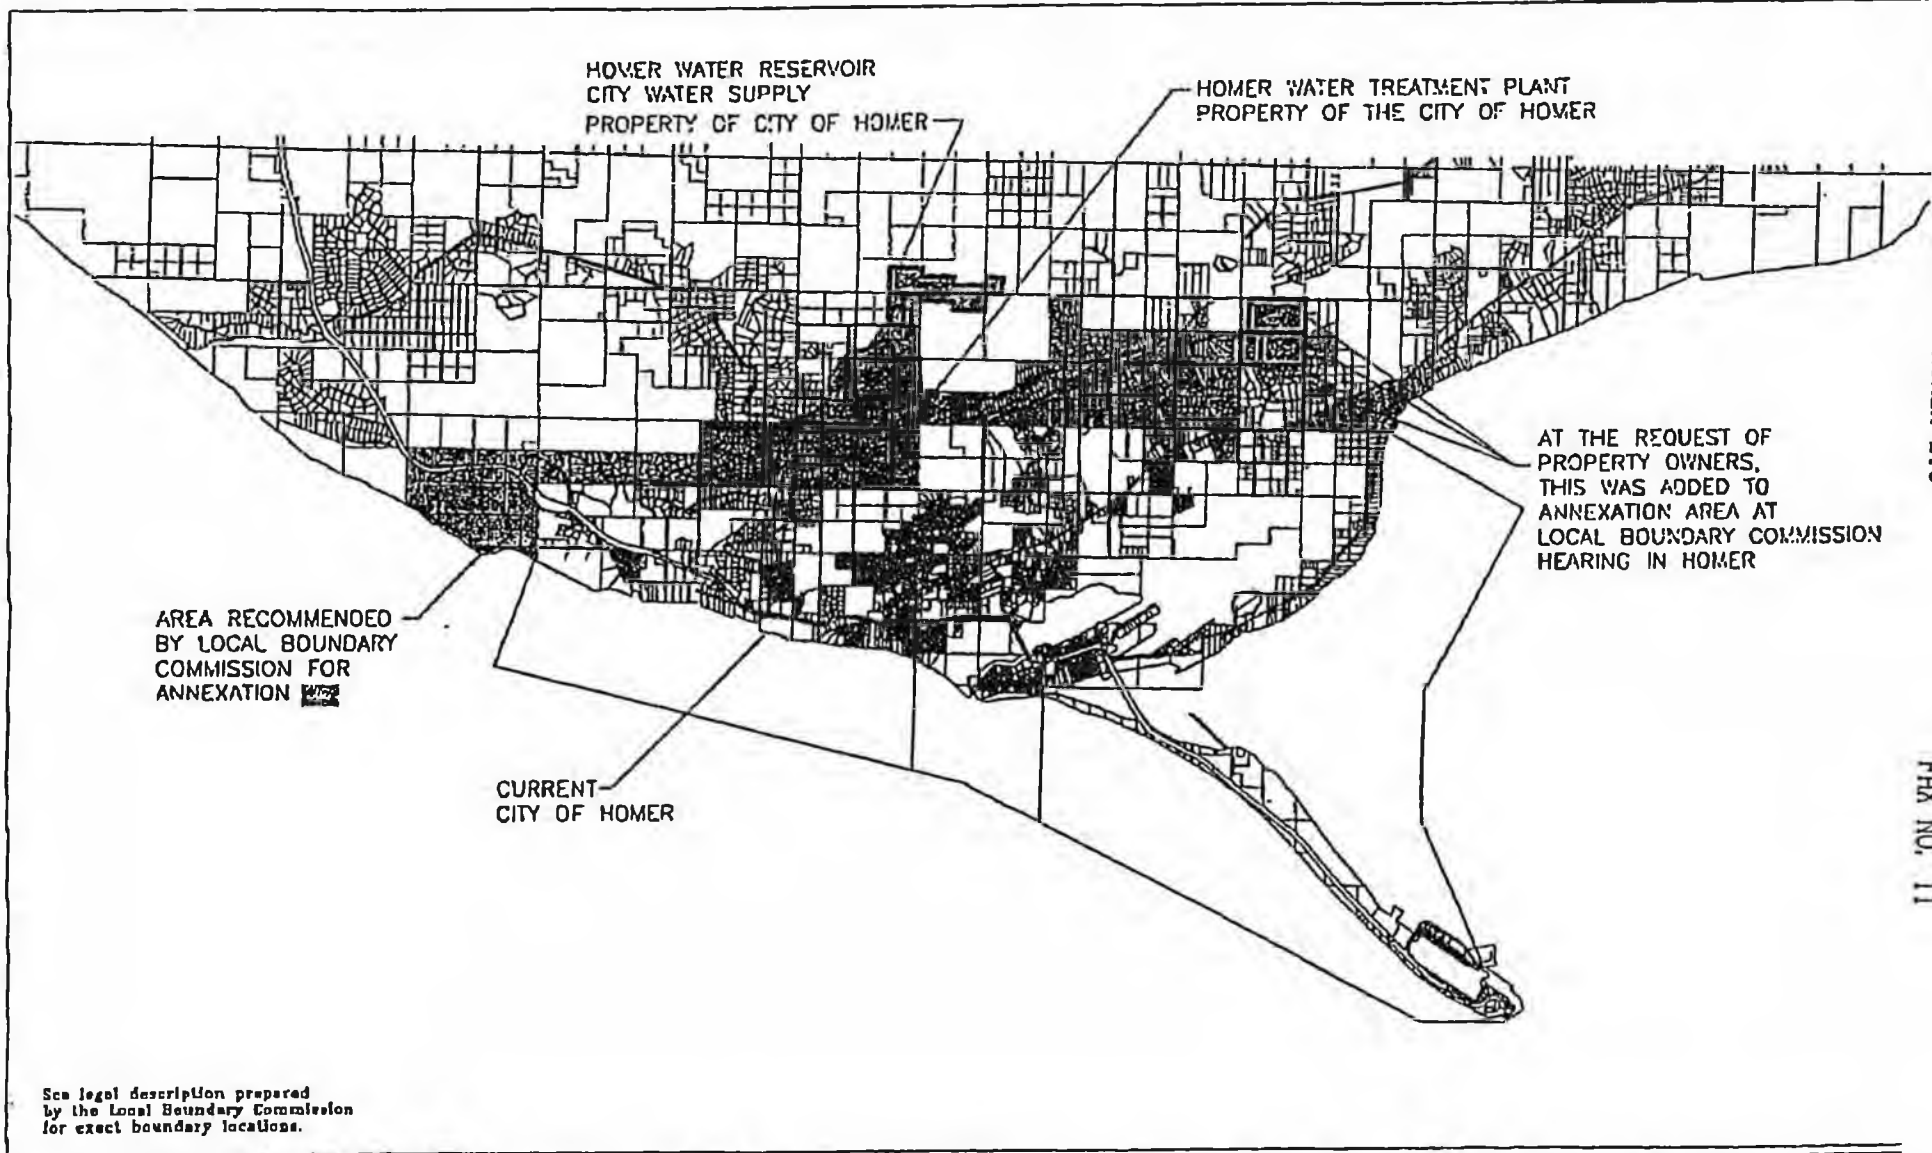 HOMER WATER RESERVOIR
CITY WATER SUPPLY
PROPERTY OF CITY OF HOMER
HOMER WATER TREATMENT PLANT
PROPERTY OF THE CITY OF HOMER
AT THE REQUEST OF
PROPERTY OWNERS,
THIS WAS ADDED TO
ANNEXATION AREA AT
LOCAL BOUNDARY COMMISSION
HEARING IN HOMER
AREA RECOMMENDED
BY LOCAL BOUNDARY
COMMISSION FOR
ANNEXATION
CURRENT
CITY OF HOMER
See legal description prepared
by the Local Boundary Commission
for exact boundary locations.
FAX NO. 11